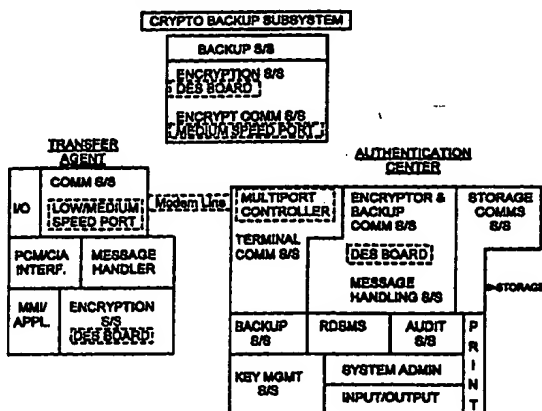 CRYPTO BACKUP SUBSYSTEM
BACKUP S/S
ENCRYPTION S/S
DES BOARD
ENCRYPT COMM S/S
MEDIUM SPEED PORT
TRANSFER
AGENT
COMM S/S
I/O
LOW/MEDIUM
SPEED PORT
Modem Line
PCM/CIA
INTERF.
MESSAGE
HANDLER
MMI/
APPL.
ENCRYPTION
S/S
DES BOARD
AUTHENTICATION
CENTER
MULTIPORT
CONTROLLER
TERMINAL
COMM S/S
ENCRYPTOR &
BACKUP
COMM S/S
DES BOARD
MESSAGE
HANDLING S/S
STORAGE
COMMS
S/S
STORAGE
BACKUP
S/S
RDBMS
AUDIT
S/S
PRINT
KEY MGMT
S/S
SYSTEM ADMIN
INPUT/OUTPUT